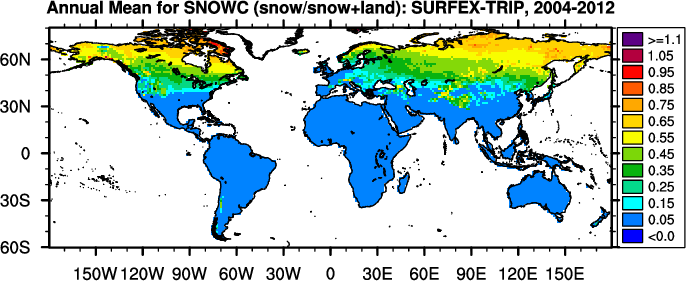 Annual Mean for SNOWC (snow/snow+land): SURFEX-TRIP, 2004-2012
60N
30N
0
30S
60S
150W 120W 90W 60W 30W 0 30E 60E 90E 120E 150E
>=1.1
1.05
0.95
0.85
0.75
0.65
0.55
0.45
0.35
0.25
0.15
0.05
<0.0